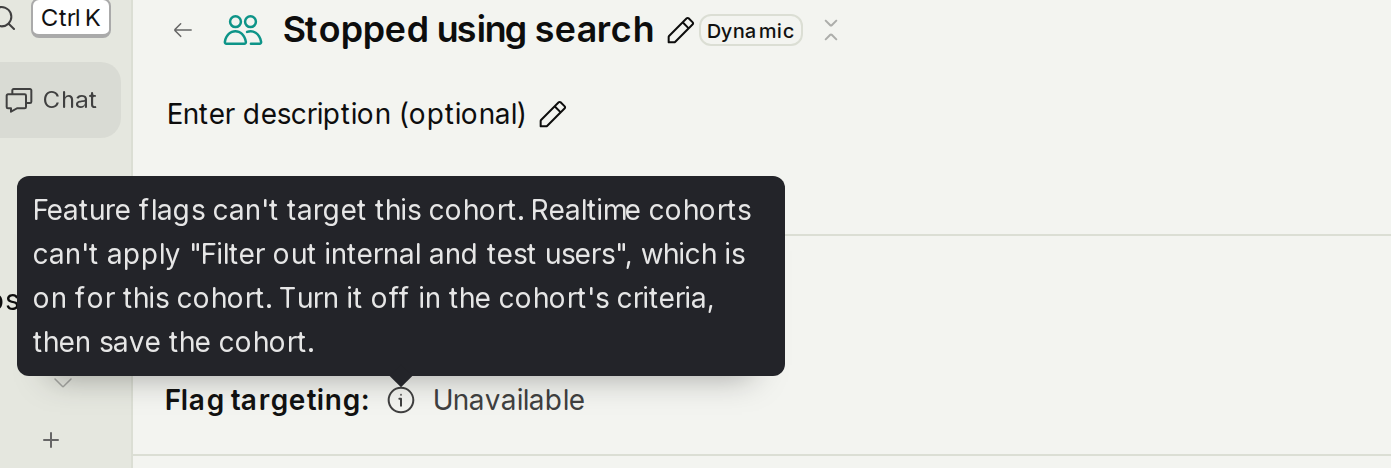 Ctrl K
Stopped using search
Dynamic
Chat
Enter description (optional)
Feature flags can't target this cohort. Realtime cohorts
can't apply "Filter out internal and test users", which is
on for this cohort. Turn it off in the cohort's criteria,
then save the cohort.
Flag targeting:
Unavailable